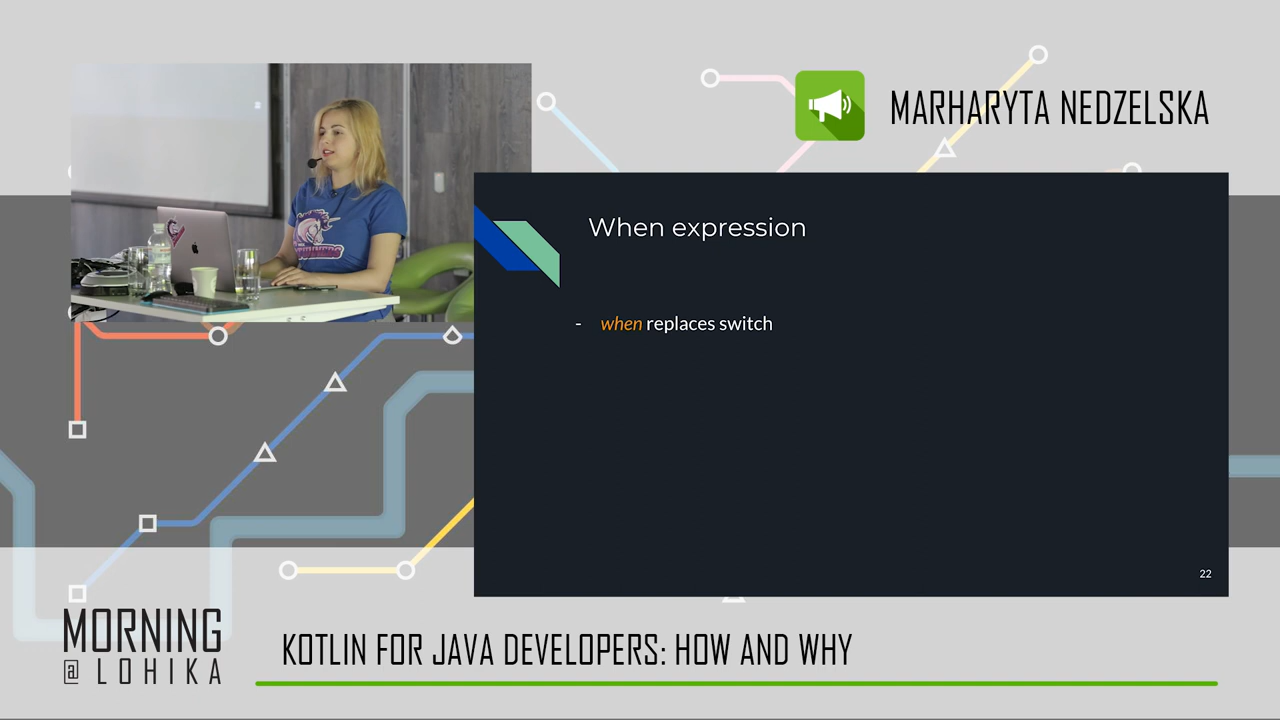 MARHARYTA NEDZELSKA
When expression
- when replaces switch
22
MORNING
@ LOHIKA
KOTLIN FOR JAVA DEVELOPERS: HOW AND WHY